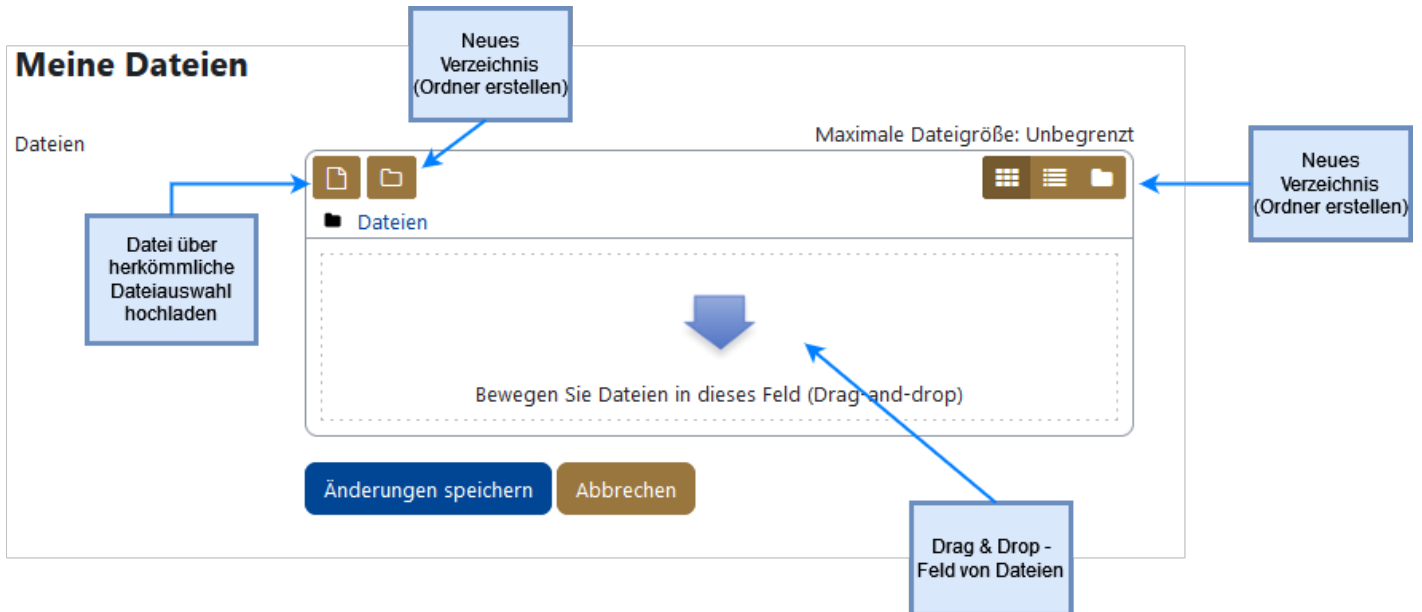 Neues
Verzeichnis
(Ordner erstellen)
Meine Dateien
Dateien
Maximale Dateigröße: Unbegrenzt
Neues
Verzeichnis
(Ordner erstellen)
Dateien
Datei über
herkömmliche
Dateiauswahl
hochladen
Bewegen Sie Dateien in dieses Feld (Drag-and-drop)
Änderungen speichern
Abbrechen
Drag & Drop -
Feld von Dateien